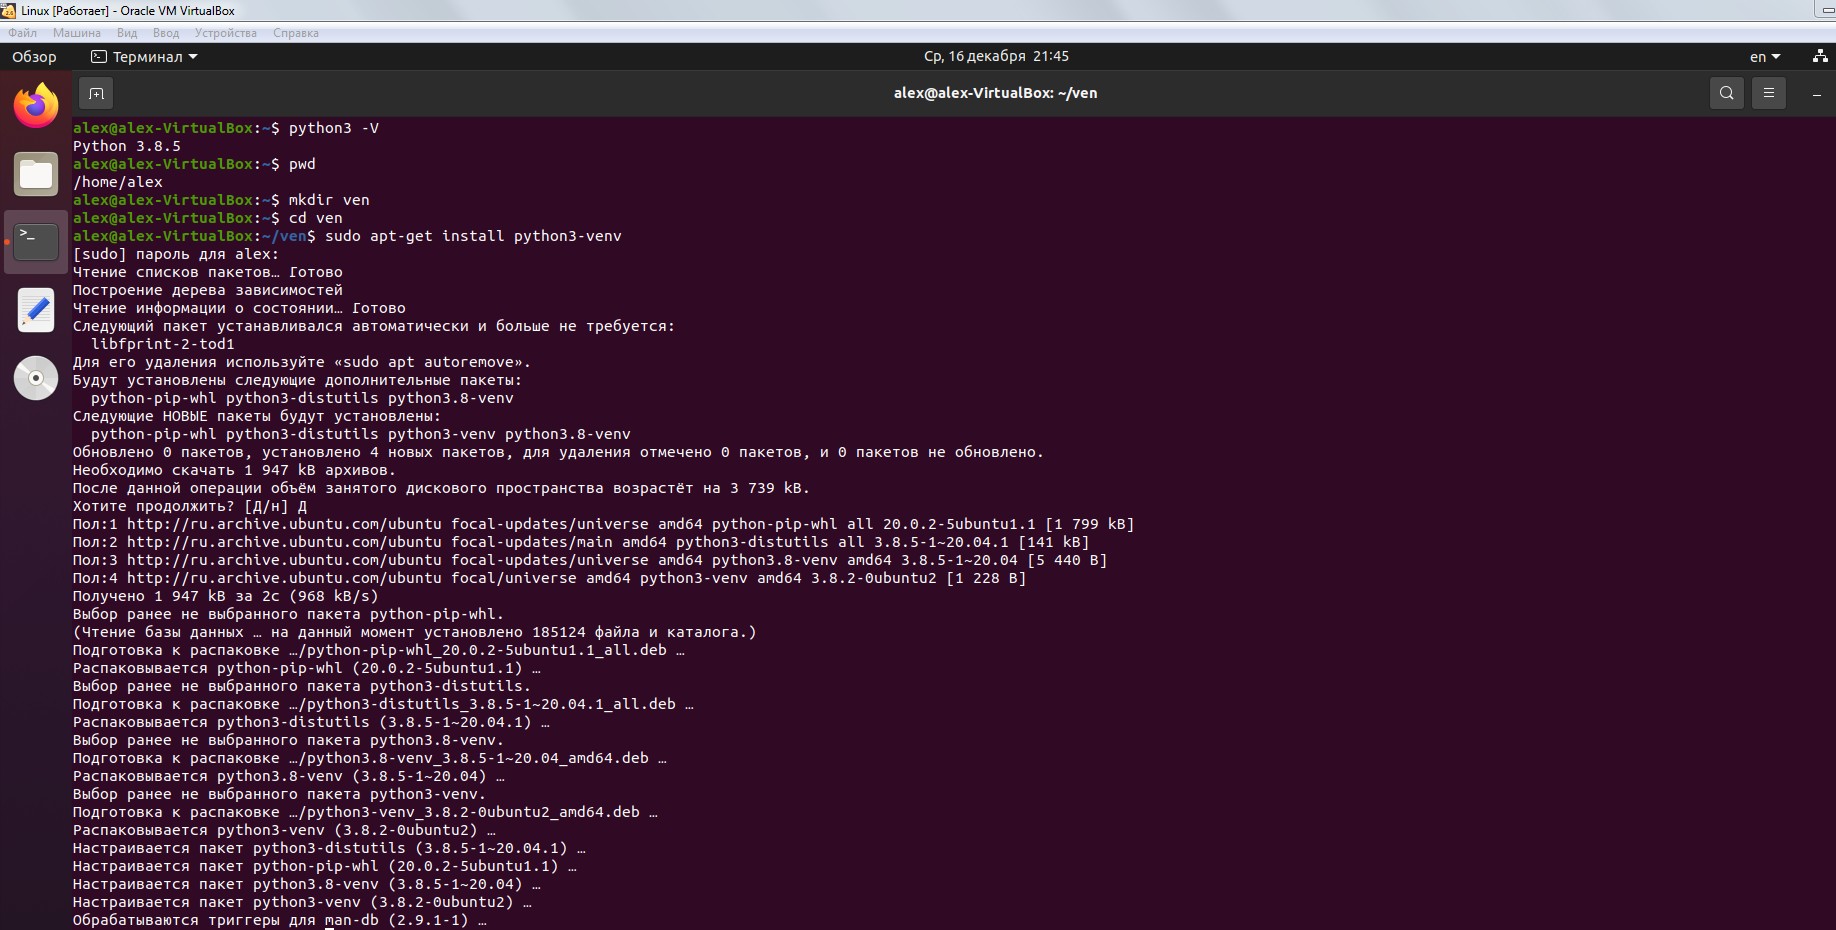 Linux [Работает] - Oracle VM VirtualBox
Файл Машина Вид Ввод Устройства Справка
Обзор Терминал Ср, 16 декабря 21:45 en
alex@alex-VirtualBox: ~/ven
alex@alex-VirtualBox:~$ python3 -V
Python 3.8.5
alex@alex-VirtualBox:~$ pwd
/home/alex
alex@alex-VirtualBox:~$ mkdir ven
alex@alex-VirtualBox:~$ cd ven
alex@alex-VirtualBox:~/ven$ sudo apt-get install python3-venv
[sudo] пароль для alex:
Чтение списков пакетов… Готово
Построение дерева зависимостей
Чтение информации о состоянии… Готово
Следующий пакет устанавливался автоматически и больше не требуется:
libfprint-2-tod1
Для его удаления используйте «sudo apt autoremove».
Будут установлены следующие дополнительные пакеты:
python-pip-whl python3-distutils python3.8-venv
Следующие НОВЫЕ пакеты будут установлены:
python-pip-whl python3-distutils python3-venv python3.8-venv
Обновлено 0 пакетов, установлено 4 новых пакетов, для удаления отмечено 0 пакетов, и 0 пакетов не обновлено.
Необходимо скачать 1 947 kB архивов.
После данной операции объём занятого дискового пространства возрастёт на 3 739 kB.
Хотите продолжить? [Д/н] Д
Пол:1 http://ru.archive.ubuntu.com/ubuntu focal-updates/universe amd64 python-pip-whl all 20.0.2-5ubuntu1.1 [1 799 kB]
Пол:2 http://ru.archive.ubuntu.com/ubuntu focal-updates/main amd64 python3-distutils all 3.8.5-1~20.04.1 [141 kB]
Пол:3 http://ru.archive.ubuntu.com/ubuntu focal-updates/universe amd64 python3.8-venv amd64 3.8.5-1~20.04 [5 440 B]
Пол:4 http://ru.archive.ubuntu.com/ubuntu focal/universe amd64 python3-venv amd64 3.8.2-0ubuntu2 [1 228 B]
Получено 1 947 kB за 2с (968 kB/s)
Выбор ранее не выбранного пакета python-pip-whl.
(Чтение базы данных … на данный момент установлено 185124 файла и каталога.)
Подготовка к распаковке …/python-pip-whl_20.0.2-5ubuntu1.1_all.deb …
Распаковывается python-pip-whl (20.0.2-5ubuntu1.1) …
Выбор ранее не выбранного пакета python3-distutils.
Подготовка к распаковке …/python3-distutils_3.8.5-1~20.04.1_all.deb …
Распаковывается python3-distutils (3.8.5-1~20.04.1) …
Выбор ранее не выбранного пакета python3.8-venv.
Подготовка к распаковке …/python3.8-venv_3.8.5-1~20.04_amd64.deb …
Распаковывается python3.8-venv (3.8.5-1~20.04) …
Выбор ранее не выбранного пакета python3-venv.
Подготовка к распаковке …/python3-venv_3.8.2-0ubuntu2_amd64.deb …
Распаковывается python3-venv (3.8.2-0ubuntu2) …
Настраивается пакет python3-distutils (3.8.5-1~20.04.1) …
Настраивается пакет python-pip-whl (20.0.2-5ubuntu1.1) …
Настраивается пакет python3.8-venv (3.8.5-1~20.04) …
Настраивается пакет python3-venv (3.8.2-0ubuntu2) …
Обрабатываются триггеры для man-db (2.9.1-1) …